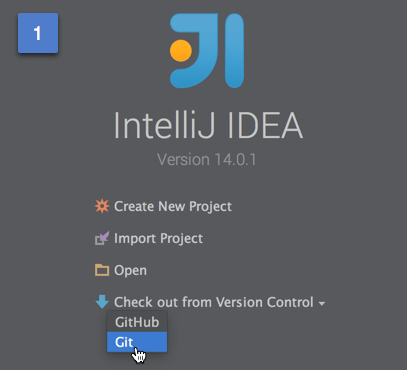 1
IntelliJ IDEA
Version 14.0.1
Create New Project
Import Project
Open
Check out from Version Control
GitHub
Git